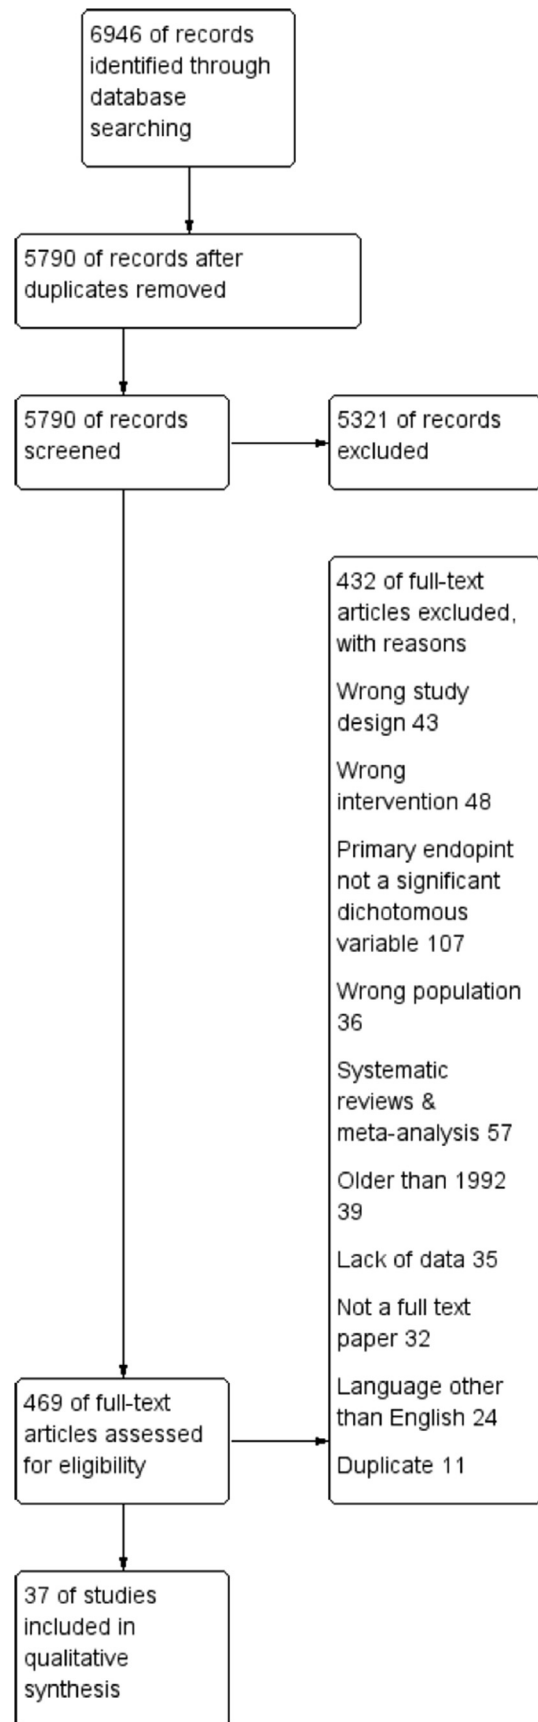 6946 of records
identified through
database
searching
5790 of records after
duplicates removed
5790 of records
screened
5321 of records
excluded
432 of full-text
articles excluded,
with reasons
Wrong study
design 43
Wrong
intervention 48
Primary endopint
not a significant
dichotomous
variable 107
Wrong population
36
Systematic
reviews &
meta-analysis 57
Older than 1992
39
Lack of data 35
Not a full text
paper 32
Language other
than English 24
Duplicate 11
469 of full-text
articles assessed
for eligibility
37 of studies
included in
qualitative
synthesis